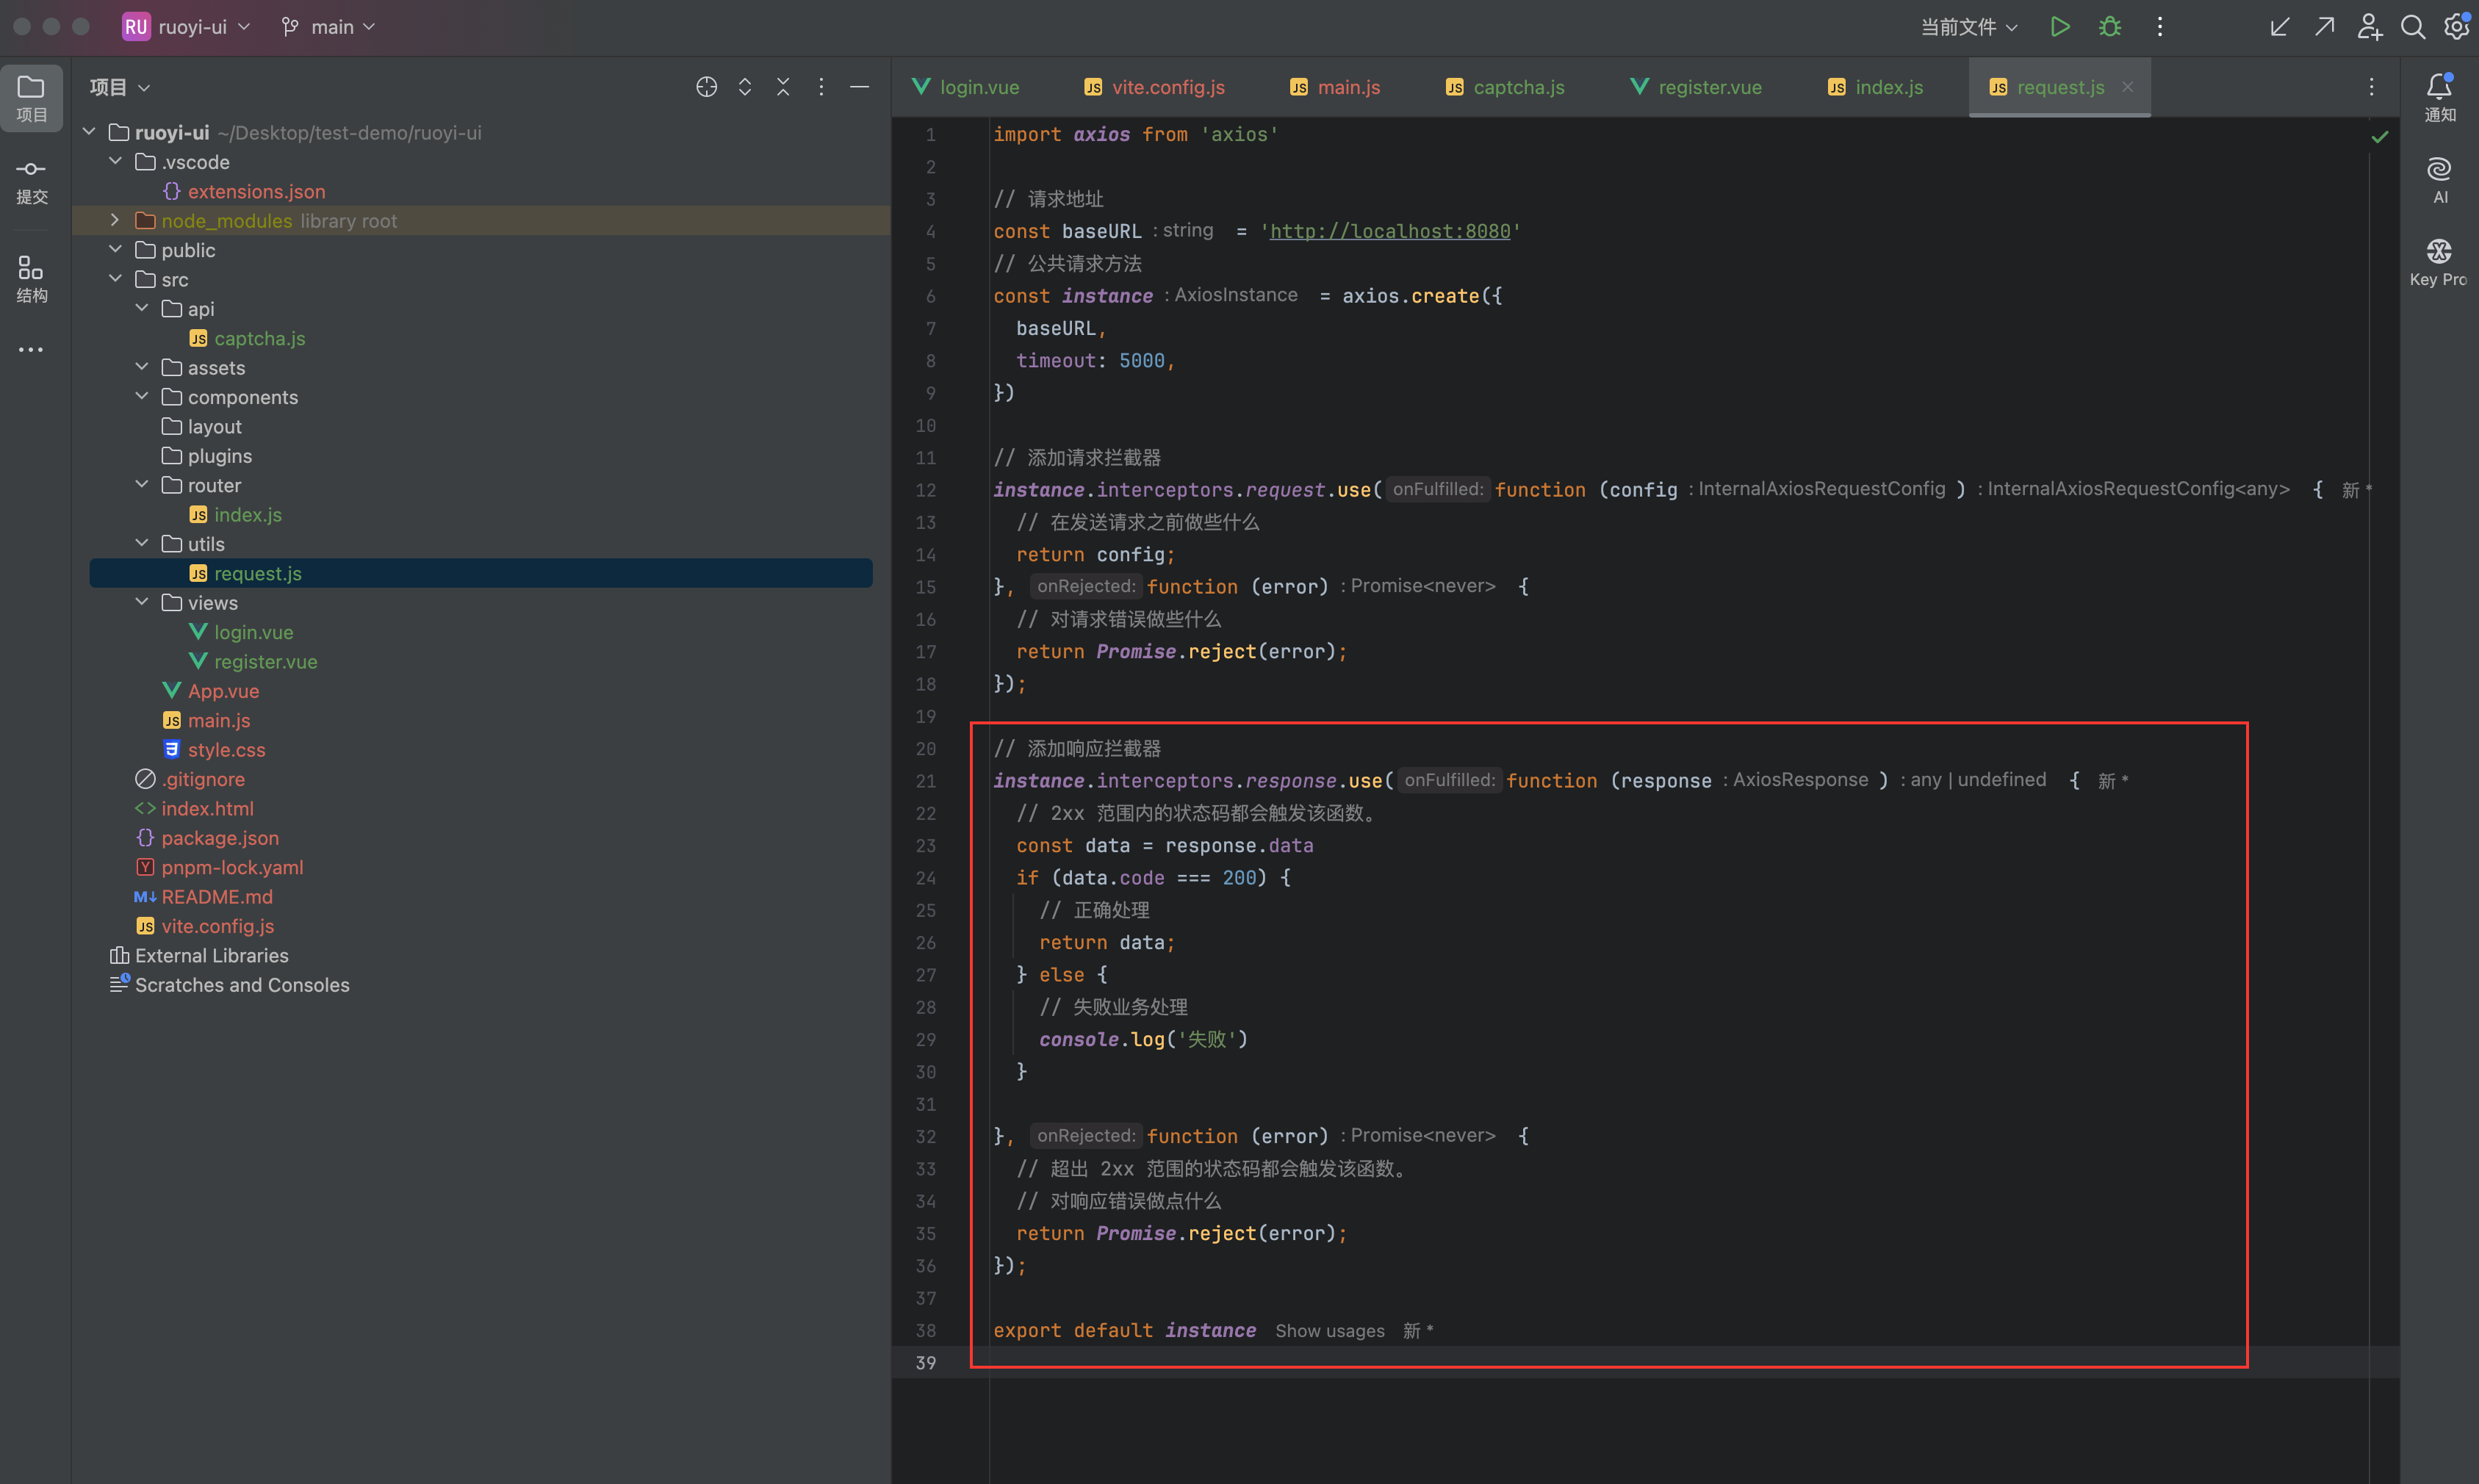 RU ruoyi-ui main 当前文件
项目
项目
提交
结构
ruoyi-ui ~/Desktop/test-demo/ruoyi-ui
.vscode
extensions.json
node_modules library root
public
src
api
captcha.js
assets
components
layout
plugins
router
index.js
utils
request.js
views
login.vue
register.vue
App.vue
main.js
style.css
.gitignore
index.html
package.json
pnpm-lock.yaml
README.md
vite.config.js
External Libraries
Scratches and Consoles
login.vue vite.config.js main.js captcha.js register.vue index.js request.js
1 import axios from 'axios'
2
3 // 请求地址
4 const baseURL : string = 'http://localhost:8080'
5 // 公共请求方法
6 const instance : AxiosInstance = axios.create({
7 baseURL,
8 timeout: 5000,
9 })
10
11 // 添加请求拦截器
12 instance.interceptors.request.use( onFulfilled: function (config : InternalAxiosRequestConfig ) : InternalAxiosRequestConfig<any> { 新 *
13 // 在发送请求之前做些什么
14 return config;
15 }, onRejected: function (error) : Promise<never> {
16 // 对请求错误做些什么
17 return Promise.reject(error);
18 });
19
20 // 添加响应拦截器
21 instance.interceptors.response.use( onFulfilled: function (response : AxiosResponse ) : any | undefined { 新 *
22 // 2xx 范围内的状态码都会触发该函数。
23 const data = response.data
24 if (data.code === 200) {
25 // 正确处理
26 return data;
27 } else {
28 // 失败业务处理
29 console.log('失败')
30 }
31
32 }, onRejected: function (error) : Promise<never> {
33 // 超出 2xx 范围的状态码都会触发该函数。
34 // 对响应错误做点什么
35 return Promise.reject(error);
36 });
37
38 export default instance Show usages 新 *
39
通知
AI
Key Pro